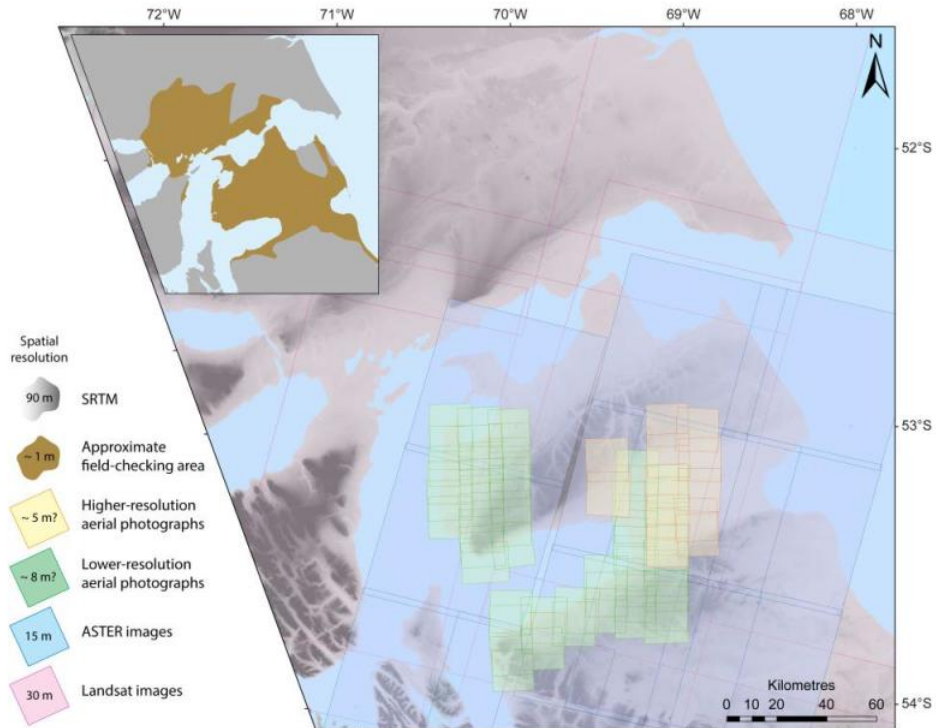 72°W 71°W 70°W 69°W 68°W
N
52°S
53°S
54°S
Spatial
resolution
90 m SRTM
~ 1 m Approximate
field-checking area
~ 5 m? Higher-resolution
aerial photographs
~ 8 m? Lower-resolution
aerial photographs
15 m ASTER images
30 m Landsat images
Kilometres
0 10 20 40 60